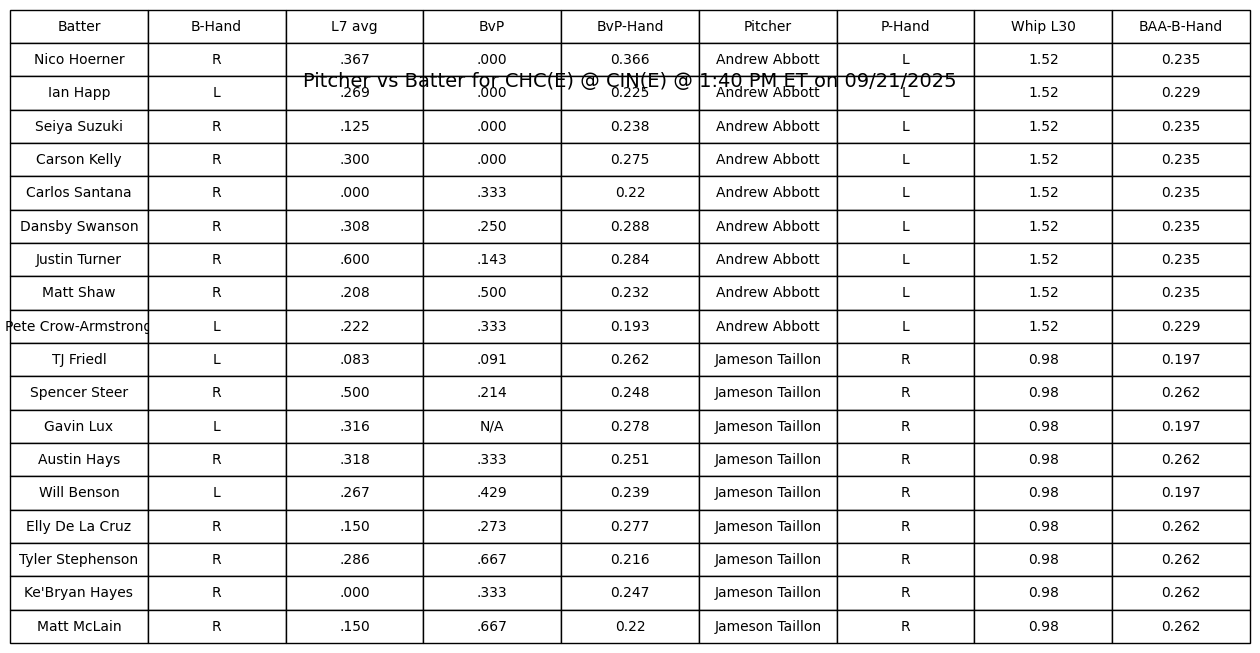 Batter B-Hand L7 avg BvP BvP-Hand Pitcher P-Hand Whip L30 BAA-B-Hand
Nico Hoerner R .367 .000 0.366 Andrew Abbott L 1.52 0.235
Pitcher vs Batter for CHC(E) @ CIN(E) @ 1:40 PM ET on 09/21/2025
Ian Happ L .269 .000 0.225 Andrew Abbott L 1.52 0.229
Seiya Suzuki R .125 .000 0.238 Andrew Abbott L 1.52 0.235
Carson Kelly R .300 .000 0.275 Andrew Abbott L 1.52 0.235
Carlos Santana R .000 .333 0.22 Andrew Abbott L 1.52 0.235
Dansby Swanson R .308 .250 0.288 Andrew Abbott L 1.52 0.235
Justin Turner R .600 .143 0.284 Andrew Abbott L 1.52 0.235
Matt Shaw R .208 .500 0.232 Andrew Abbott L 1.52 0.235
Pete Crow-Armstrong L .222 .333 0.193 Andrew Abbott L 1.52 0.229
TJ Friedl L .083 .091 0.262 Jameson Taillon R 0.98 0.197
Spencer Steer R .500 .214 0.248 Jameson Taillon R 0.98 0.262
Gavin Lux L .316 N/A 0.278 Jameson Taillon R 0.98 0.197
Austin Hays R .318 .333 0.251 Jameson Taillon R 0.98 0.262
Will Benson L .267 .429 0.239 Jameson Taillon R 0.98 0.197
Elly De La Cruz R .150 .273 0.277 Jameson Taillon R 0.98 0.262
Tyler Stephenson R .286 .667 0.216 Jameson Taillon R 0.98 0.262
Ke'Bryan Hayes R .000 .333 0.247 Jameson Taillon R 0.98 0.262
Matt McLain R .150 .667 0.22 Jameson Taillon R 0.98 0.262